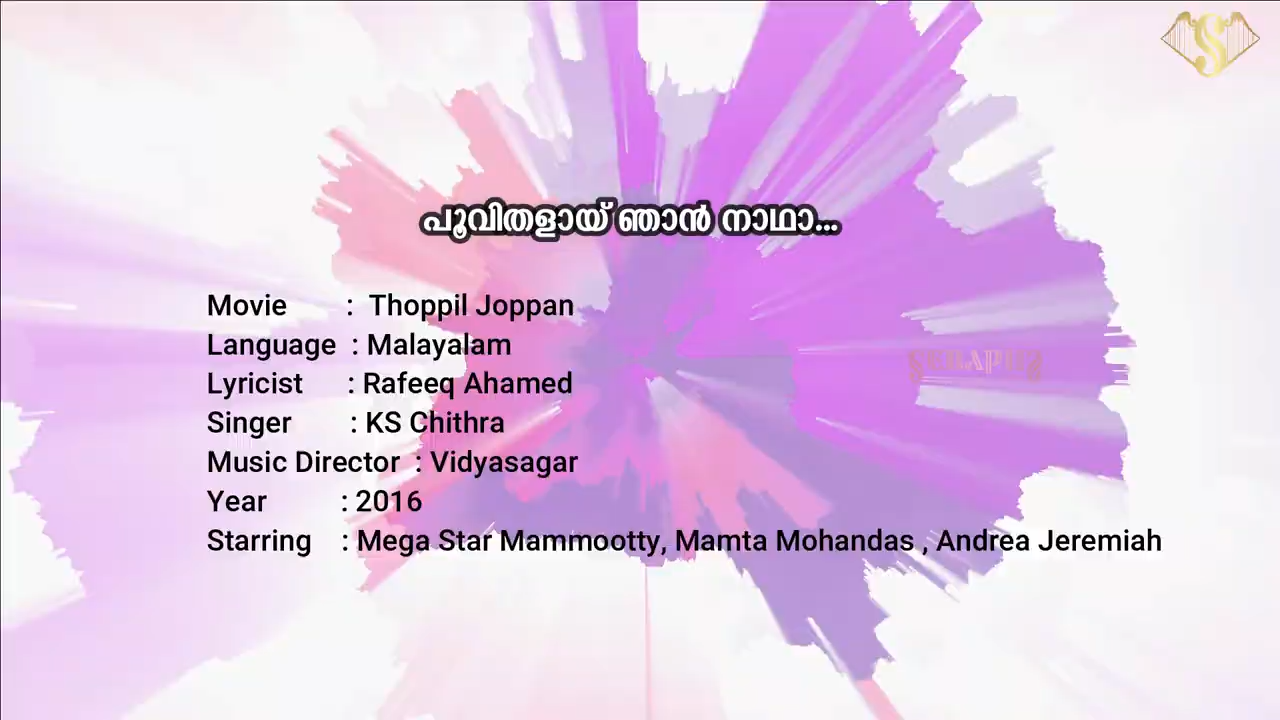 പൂവിതളായ് ഞാൻ നാഥാ...
Movie : Thoppil Joppan
Language : Malayalam
Lyricist : Rafeeq Ahamed
Singer : KS Chithra
Music Director : Vidyasagar
Year : 2016
Starring : Mega Star Mammootty, Mamta Mohandas , Andrea Jeremiah